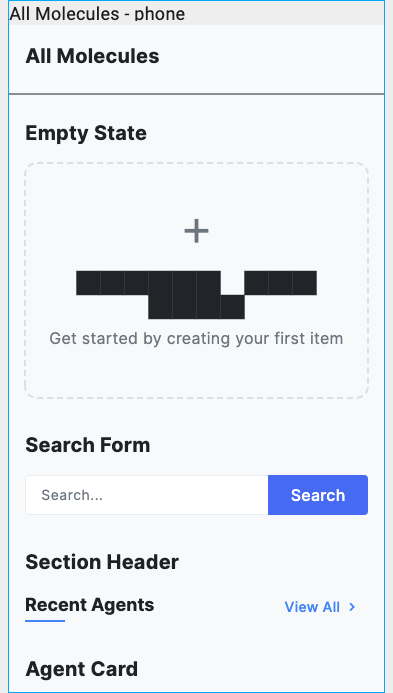 All Molecules - phone
All Molecules
Empty State
Get started by creating your first item
Search Form
Search...
Search
Section Header
Recent Agents
View All
Agent Card